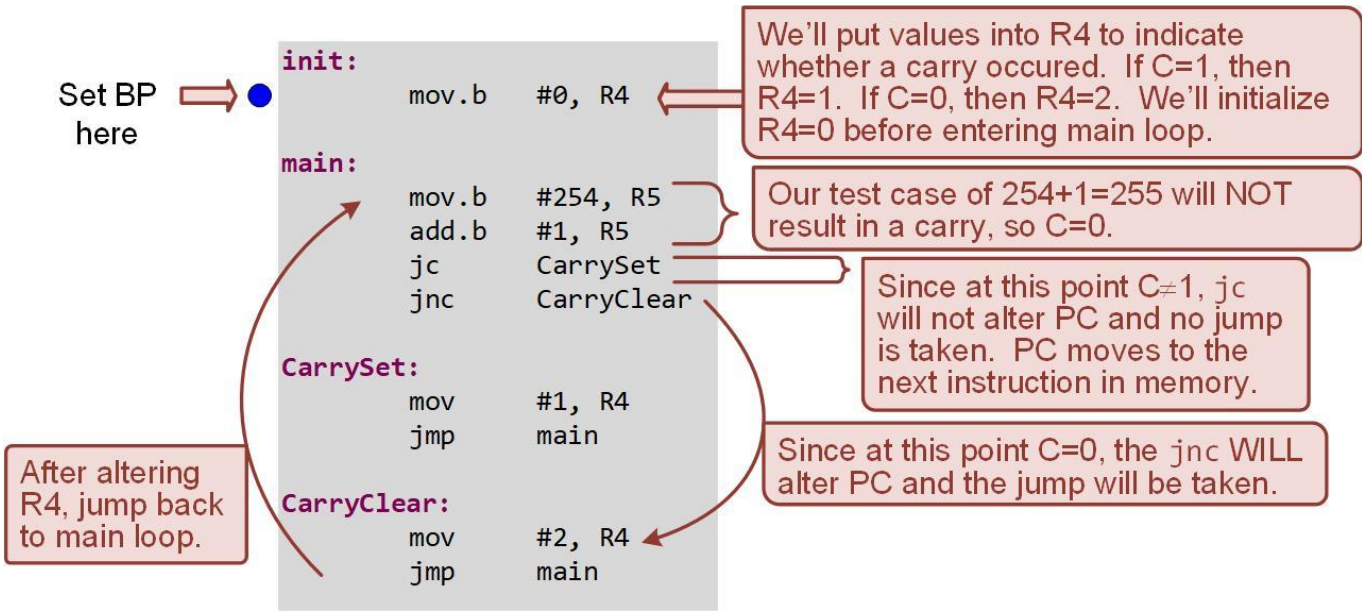 We'll put values into R4 to indicate
whether a carry occured. If C=1, then
R4=1. If C=0, then R4=2. We'll initialize
R4=0 before entering main loop.
Set BP
here
init:
mov.b #0, R4
main:
mov.b #254, R5
add.b #1, R5
jc CarrySet
jnc CarryClear
Our test case of 254+1=255 will NOT
result in a carry, so C=0.
Since at this point C≠1, jc
will not alter PC and no jump
is taken. PC moves to the
next instruction in memory.
CarrySet:
mov #1, R4
jmp main
Since at this point C=0, the jnc WILL
alter PC and the jump will be taken.
After altering
R4, jump back
to main loop.
CarryClear:
mov #2, R4
jmp main